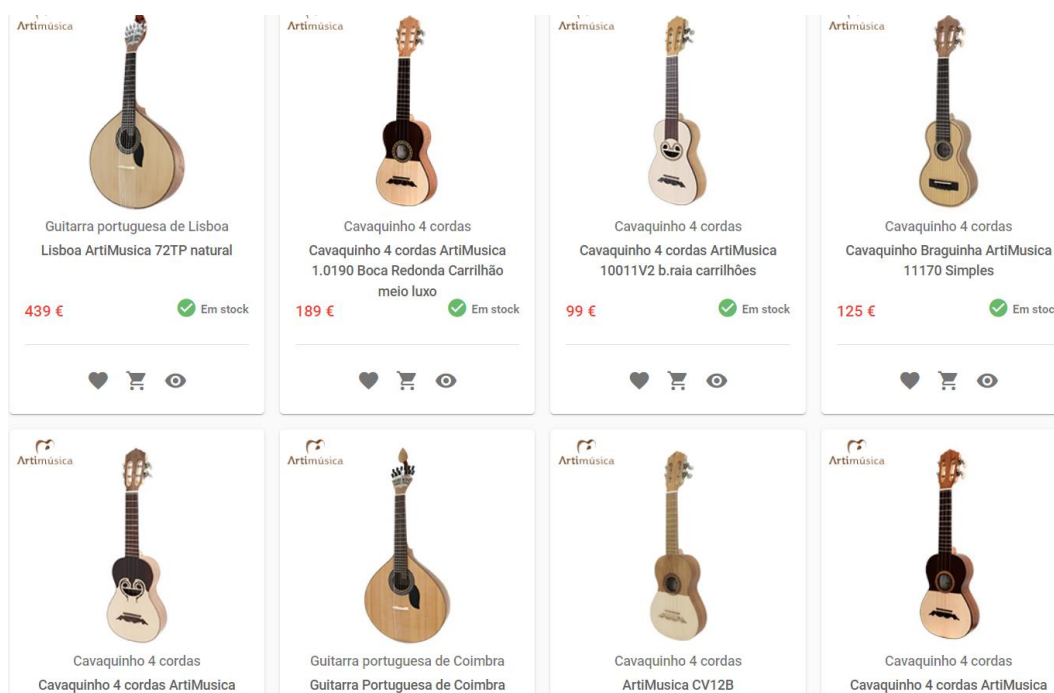 Artimúsica
Artimúsica
Artimúsica
Artimúsica
Guitarra portuguesa de Lisboa
Lisboa ArtiMusica 72TP natural
439 €
Em stock
Cavaquinho 4 cordas
Cavaquinho 4 cordas ArtiMusica
1.0190 Boca Redonda Carrilhão
meio luxo
189 €
Em stock
Cavaquinho 4 cordas
Cavaquinho 4 cordas ArtiMusica
10011V2 b.raia carrilhões
99 €
Em stock
Cavaquinho 4 cordas
Cavaquinho Braguinha ArtiMusica
11170 Simples
125 €
Em stoc
Artimúsica
Artimúsica
Artimúsica
Artimúsica
Cavaquinho 4 cordas
Cavaquinho 4 cordas ArtiMusica
Guitarra portuguesa de Coimbra
Guitarra Portuguesa de Coimbra
Cavaquinho 4 cordas
ArtiMusica CV12B
Cavaquinho 4 cordas
Cavaquinho 4 cordas ArtiMusica